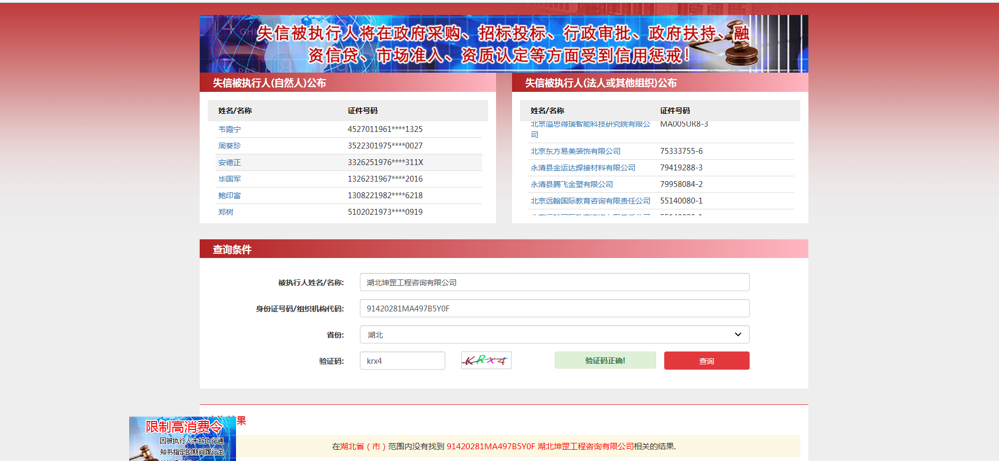 失信被执行人将在政府采购、招标投标、行政审批、政府扶持、融
资信贷、市场准入、资质认定等方面受到信用惩戒！
失信被执行人(自然人)公布
姓名/名称 证件号码
韦霞宁 4527011961****1325
周葵珍 3522301975****0027
安德正 3326251976****311X
毕国军 1326231967****2016
鲍印富 1308221982****6218
郑树 5102021973****0919
失信被执行人(法人或其他组织)公布
姓名/名称 证件号码
北京溢思得瑞智能科技研究院有限公 MA005UR8-3
司
北京东方易美装饰有限公司 75333755-6
永清县金运达焊接材料有限公司 79419288-3
永清县腾飞金塑有限公司 79958084-2
北京远翰国际教育咨询有限责任公司 55140080-1
查询条件
被执行人姓名/名称: 湖北坤罡工程咨询有限公司
身份证号码/组织机构代码: 91420281MA497B5Y0F
省份: 湖北
验证码: krx4 KRx4 验证码正确! 查询
果
在湖北省（市）范围内没有找到 91420281MA497B5Y0F 湖北坤罡工程咨询有限公司相关的结果.
限制高消费令
因被执行人未按执行通
知书指定的期间履行生